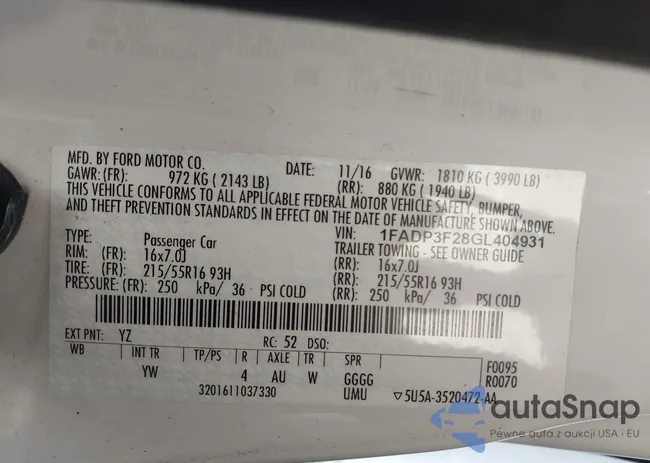 MFD. BY FORD MOTOR CO.
DATE: 11/16 GVWR: 1810 KG ( 3990 LB)
GAWR:(FR): 972 KG ( 2143 LB) (RR): 880 KG ( 1940 LB)
THIS VEHICLE CONFORMS TO ALL APPLICABLE FEDERAL MOTOR VEHICLE SAFETY, BUMPER,
AND THEFT PREVENTION STANDARDS IN EFFECT ON THE DATE OF MANUFACTURE SHOWN ABOVE.
VIN: 1FADP3F28GL404931
TYPE: Passenger Car TRAILER TOWING - SEE OWNER GUIDE
RIM: (FR): 16x7.0J (RR): 16x7.0J
TIRE: (FR): 215/55R16 93H (RR): 215/55R16 93H
PRESSURE: (FR): 250 kPa/ 36 PSI COLD (RR): 250 kPa/ 36 PSI COLD
EXT PNT: YZ RC: 52 DSO:
WB INT TR TP/PS R AXLE TR SPR F0095
YW 4 AU W GGGG R0070
3201611037330 UMU ▽5U5A-3520472-AA
autaSnap
Pewne auta z aukcji USA i EU